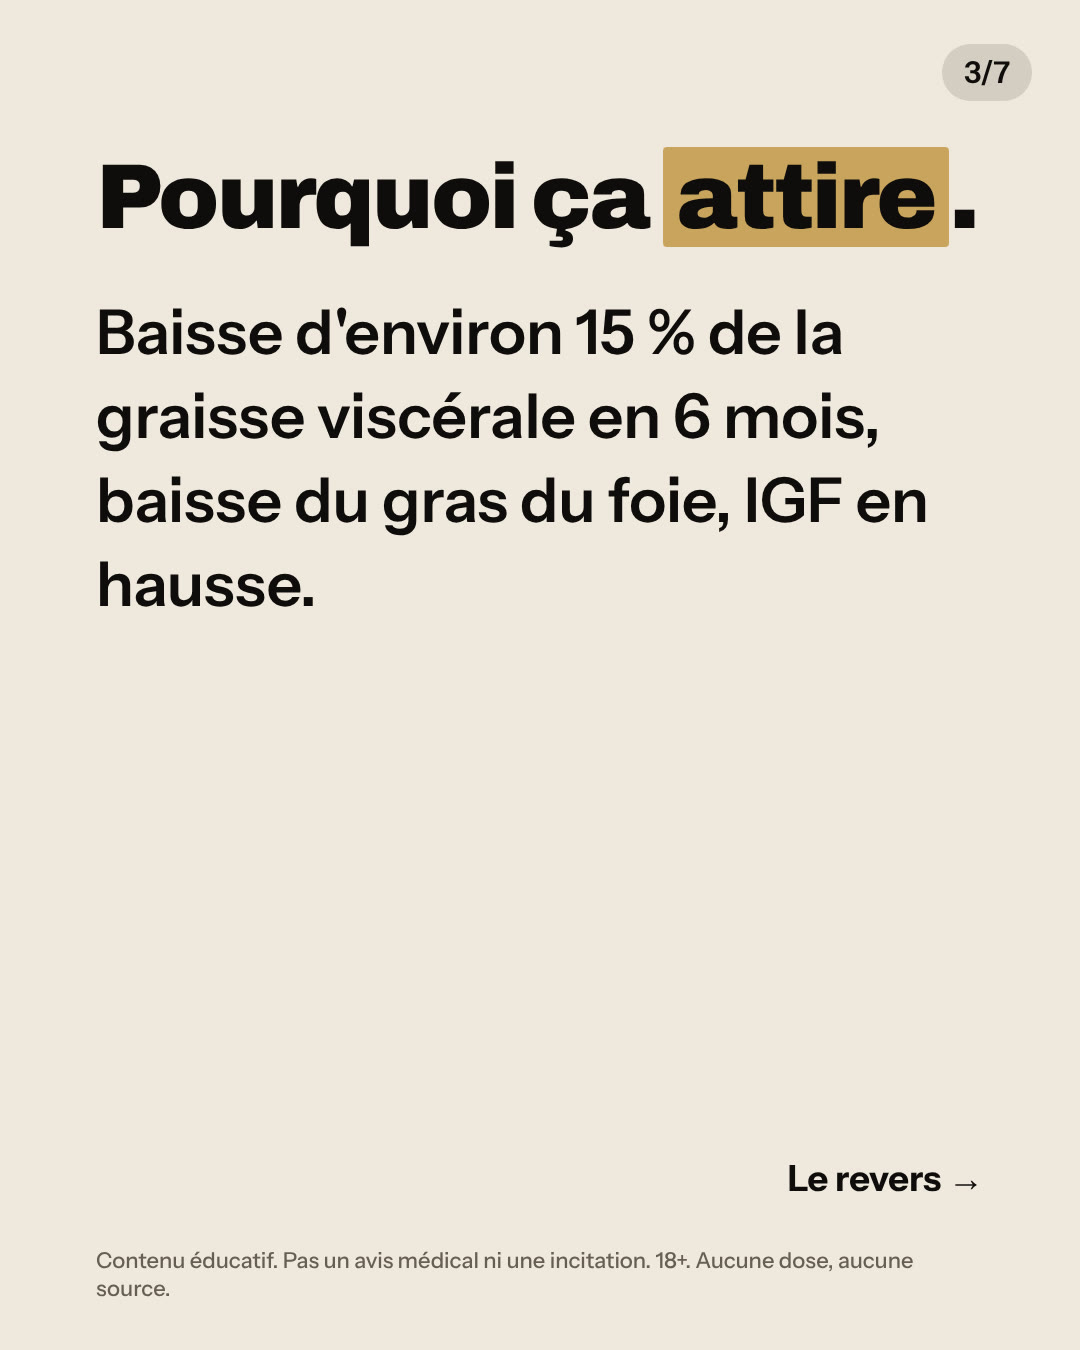 3/7
Pourquoi ça attire.
Baisse d'environ 15 % de la
graisse viscérale en 6 mois,
baisse du gras du foie, IGF en
hausse.
Le revers →
Contenu éducatif. Pas un avis médical ni une incitation. 18+. Aucune dose, aucune
source.